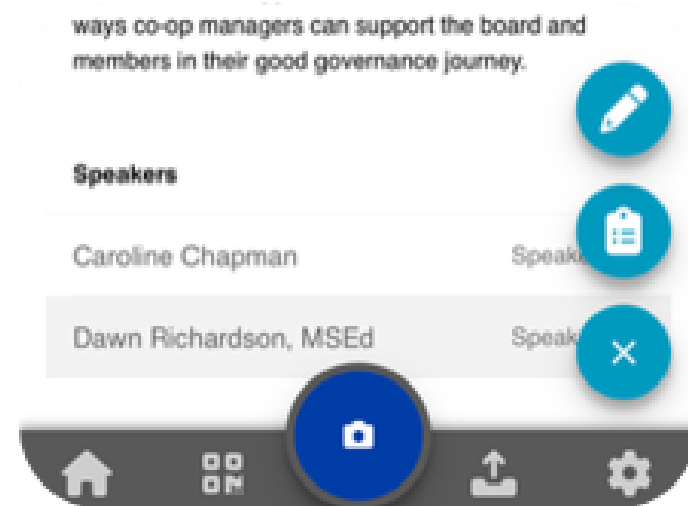 ways co-op managers can support the board and
members in their good governance journey.
Speakers
Caroline Chapman
Dawn Richardson, MSEd